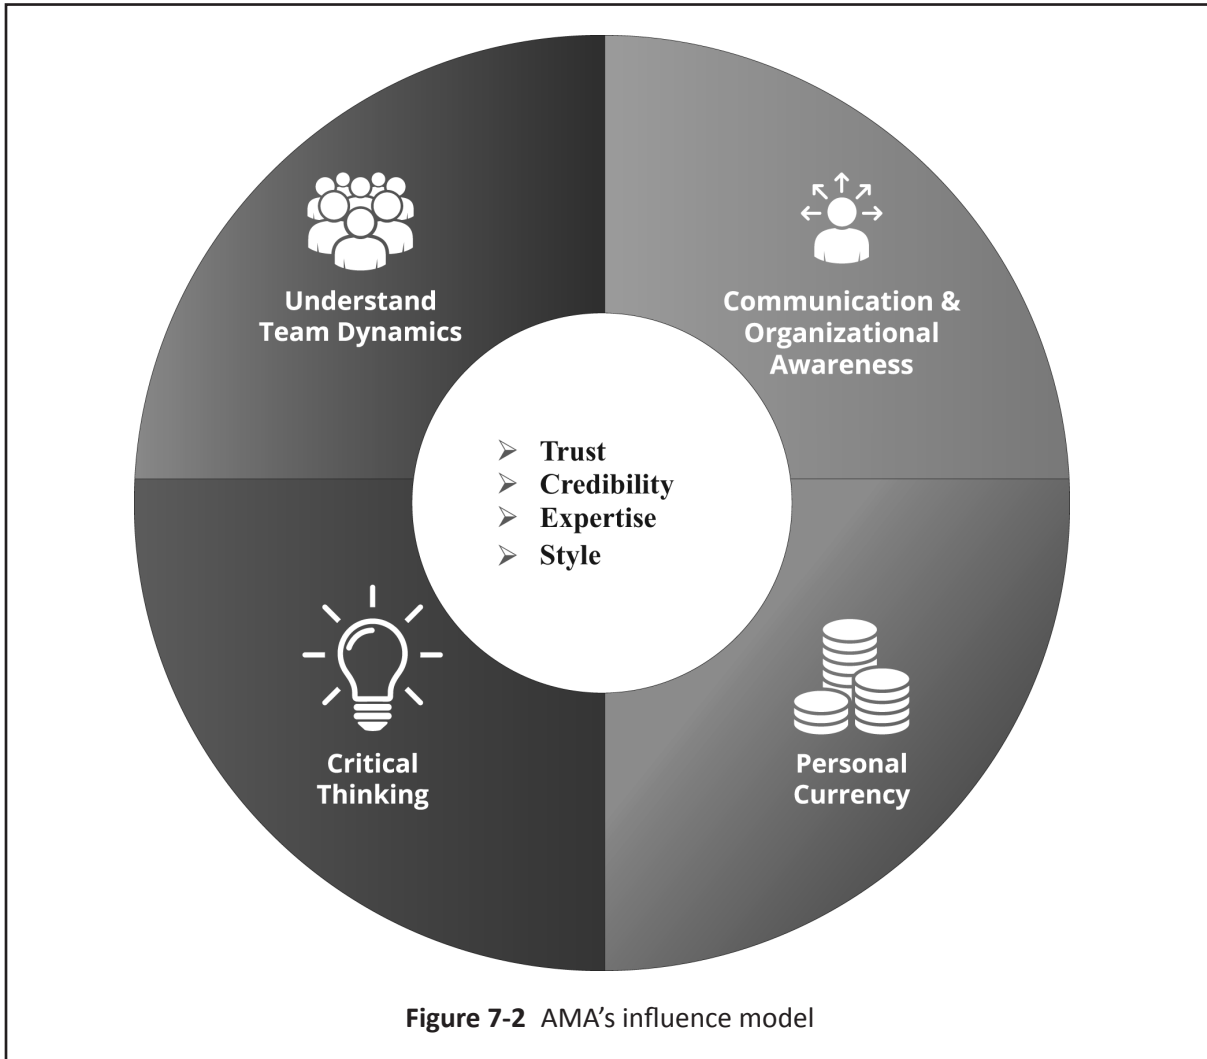 Understand
Team Dynamics
Communication &
Organizational
Awareness
➢ Trust
➢ Credibility
➢ Expertise
➢ Style
Critical
Thinking
Personal
Currency
Figure 7-2 AMA’s influence model